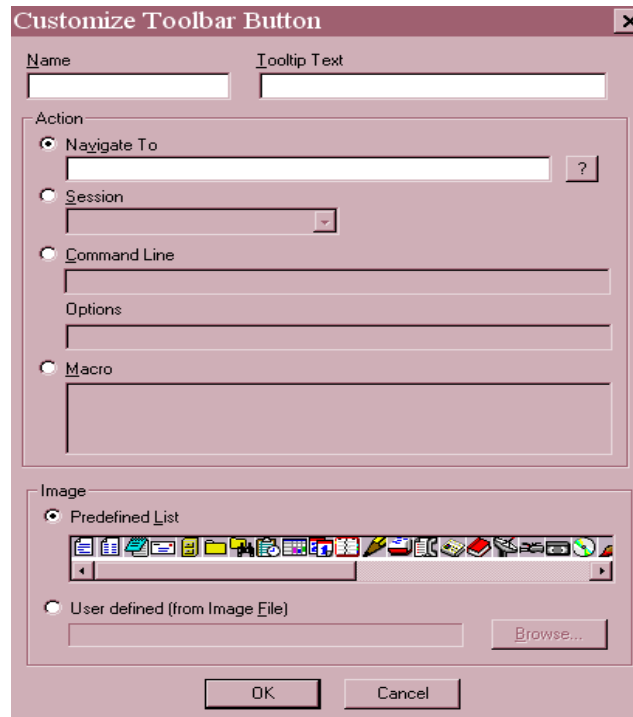 Customize Toolbar Button
Name Tooltip Text
Action
Navigate To
?
Session
Command Line
Options
Macro
Image
Predefined List
User defined (from Image File)
Browse...
OK Cancel